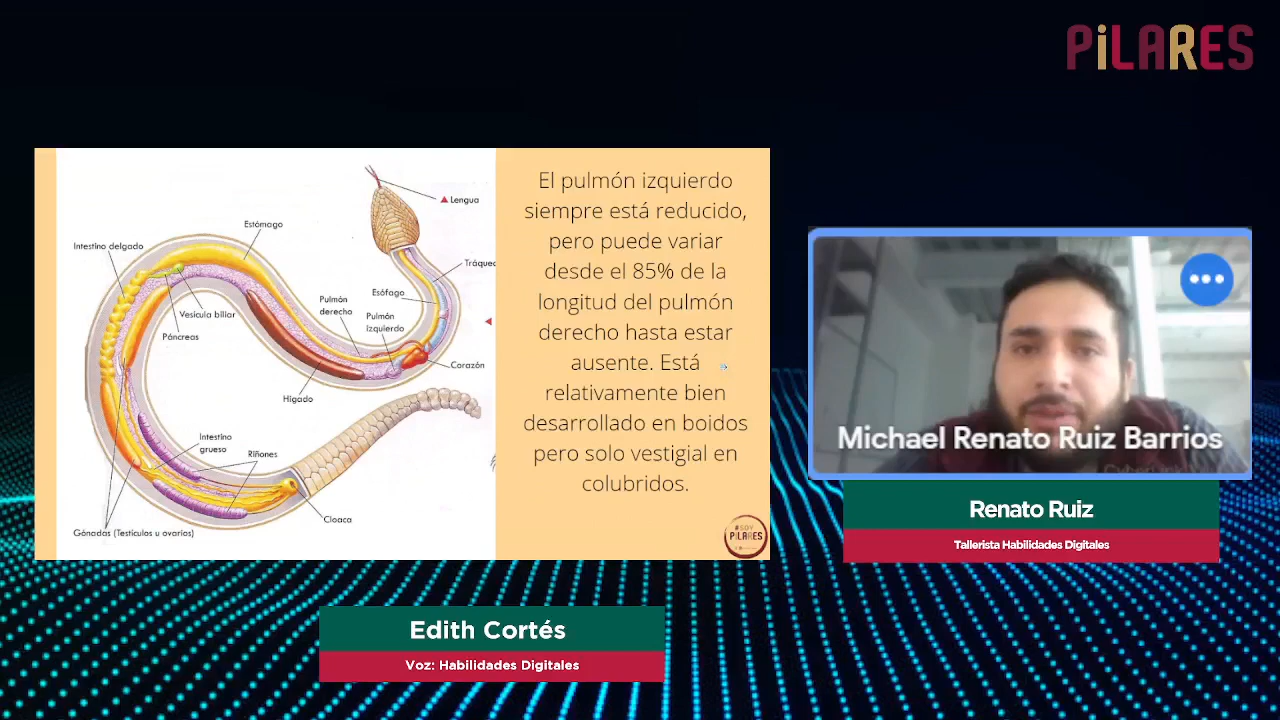 PiLARES
El pulmón izquierdo
siempre está reducido,
pero puede variar
desde el 85% de la
longitud del pulmón
derecho hasta estar
ausente. Está
relativamente bien
desarrollado en boidos
pero solo vestigial en
colubridos.
Lengua
Estómago
Intestino delgado
Tráquea
Esófago
Pulmón
derecho
Pulmón
izquierdo
Vesícula biliar
Páncreas
Corazón
Hígado
Intestino
grueso
Riñones
Cloaca
Gónadas (Testículos u ovarios)
#SOY
PiLARES
Michael Renato Ruiz Barrios
Renato Ruiz
Tallerista Habilidades Digitales
Edith Cortés
Voz: Habilidades Digitales